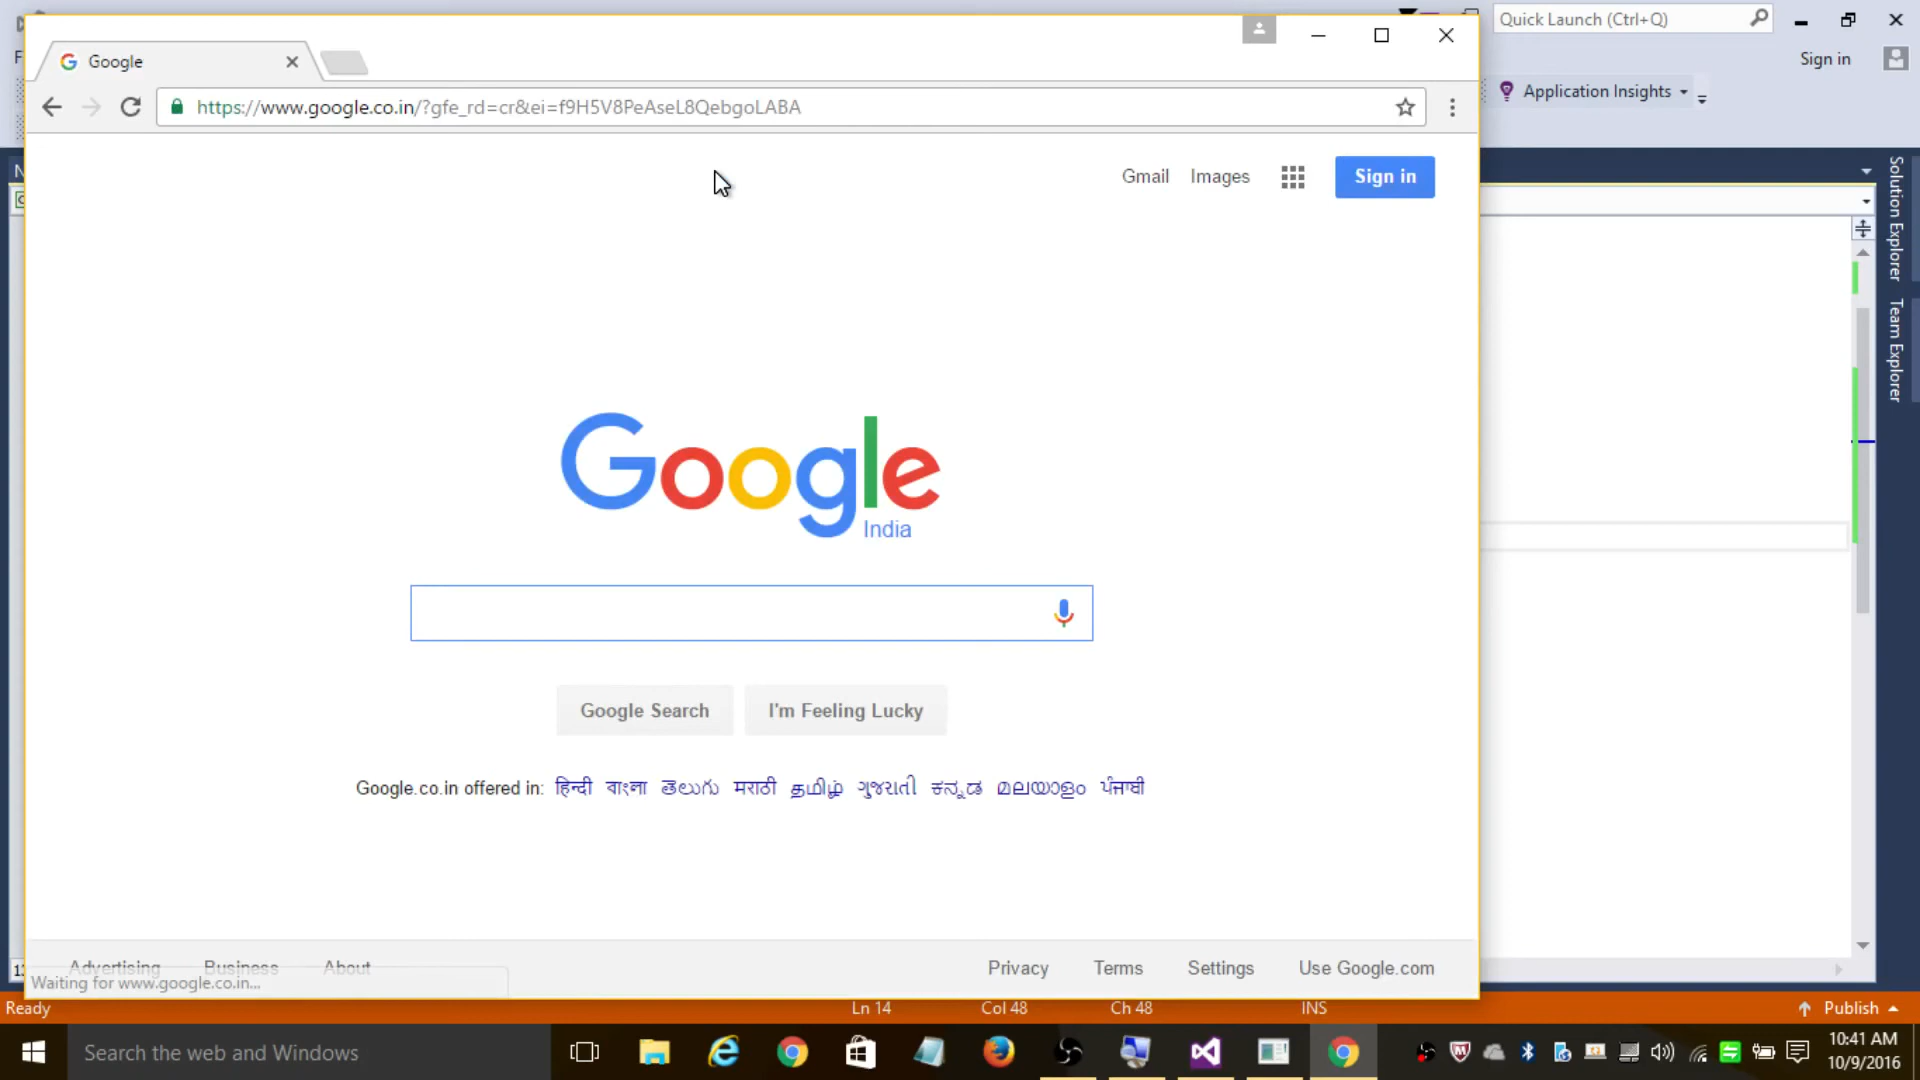 Quick Launch (Ctrl+Q)
Google
Sign in
Application Insights
https://www.google.co.in/?gfe_rd=cr&ei=f9H5V8PeAseL8QebgoLABA
Gmail Images Sign in
Solution Explorer
Team Explorer
Google
India
Google Search I'm Feeling Lucky
Google.co.in offered in: हिन्दी বাংলা తెలుగు मराठी தமிழ் ગુજરાતી ಕನ್ನಡ മലയാളം ਪੰਜਾਬੀ
Advertising Business About Privacy Terms Settings Use Google.com
Waiting for www.google.co.in...
Ready Ln 14 Col 48 Ch 48 INS Publish
Search the web and Windows
10:41 AM
10/9/2016